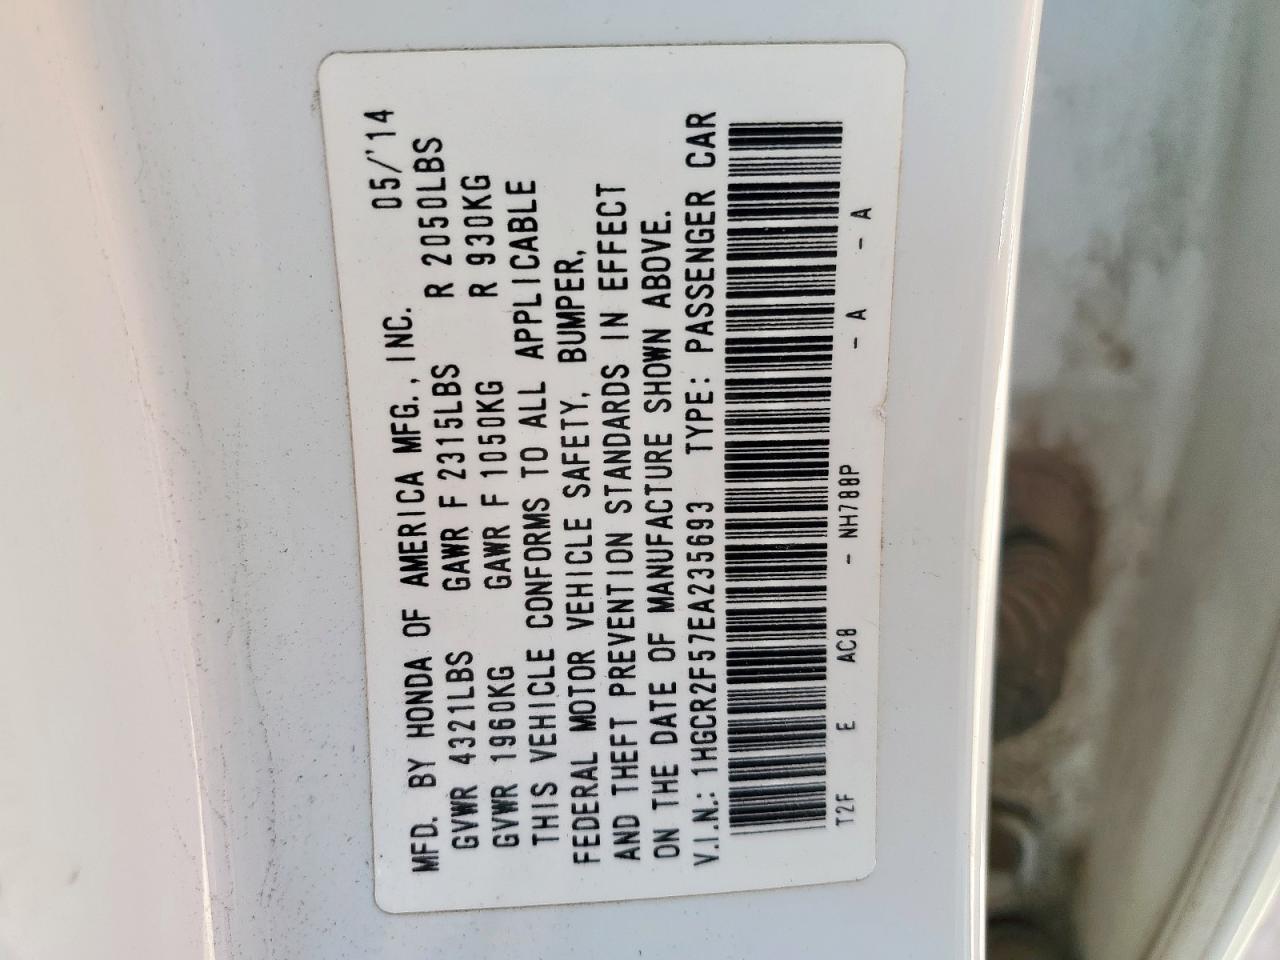 MFD. BY HONDA OF AMERICA MFG., INC. 05/'14
GVWR 4321LBS GAWR F 2315LBS R 2050LBS
GVWR 1960KG GAWR F 1050KG R 930KG
THIS VEHICLE CONFORMS TO ALL APPLICABLE
FEDERAL MOTOR VEHICLE SAFETY, BUMPER,
AND THEFT PREVENTION STANDARDS IN EFFECT
ON THE DATE OF MANUFACTURE SHOWN ABOVE.
V.I.N.: 1HGCR2F57EA235693 TYPE: PASSENGER CAR
T2F E AC8 - NH788P - A - A